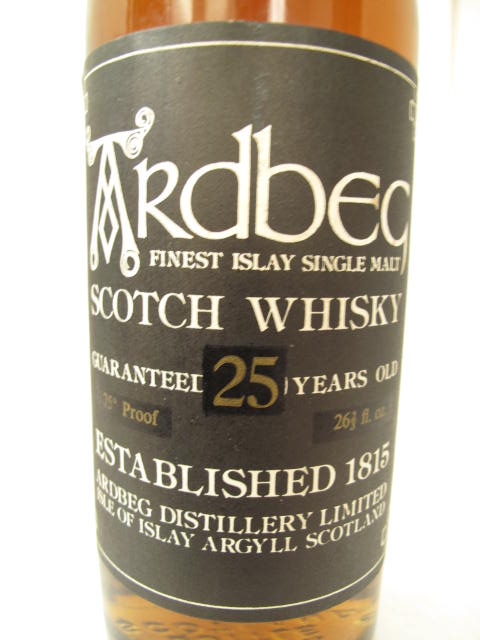 ARDBEG
FINEST ISLAY SINGLE MALT
SCOTCH WHISKY
GUARANTEED 25 YEARS OLD
75° Proof 26⅔ fl. oz.
ESTABLISHED 1815
ARDBEG DISTILLERY LIMITED
ISLE OF ISLAY ARGYLL SCOTLAND